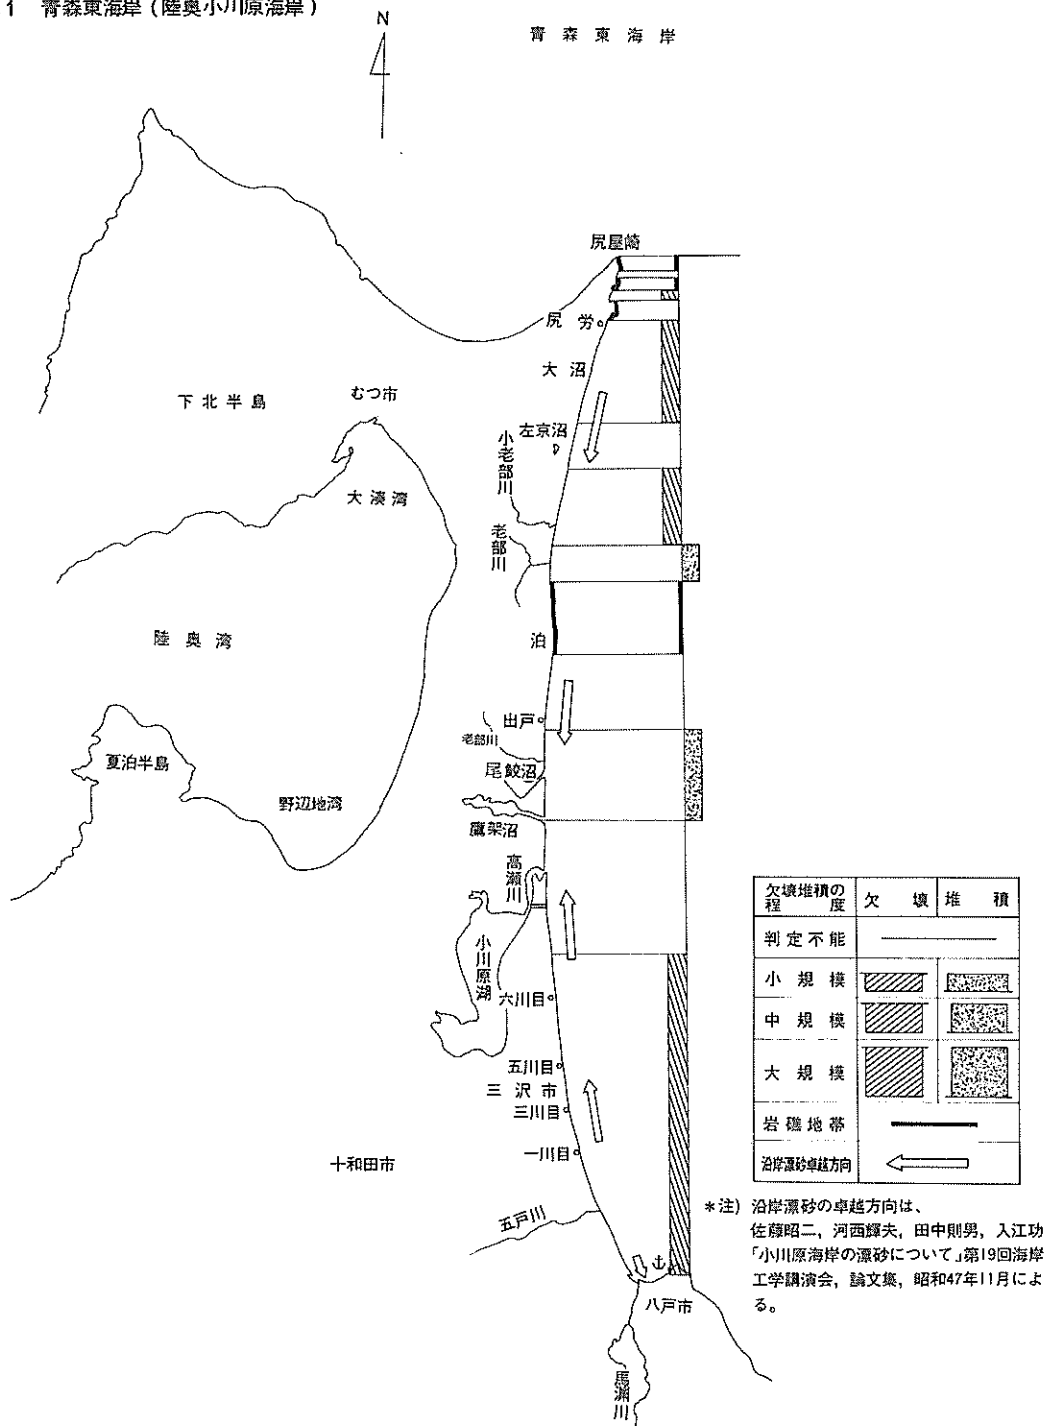 1 青森東海岸（陸奥小川原海岸）
N
青森東海岸
尻屋崎
尻労
大沼
下北半島
むつ市
左京沼
小老部川
大湊湾
老部川
陸奥湾
泊
出戸
老部川
夏泊半島
尾鮫沼
野辺地湾
鷹架沼
高瀬川
小川原湖
六川目
五川目
三沢市
三川目
一川目
十和田市
五戸川
八戸市
馬淵川
欠壊堆積の程度 欠壊 堆積
判定不能
小規模
中規模
大規模
岩礁地帯
沿岸漂砂卓越方向
*注) 沿岸漂砂の卓越方向は、
佐藤昭二, 河西輝夫, 田中則男, 入江功
「小川原海岸の漂砂について」第19回海岸
工学講演会, 論文集, 昭和47年11月によ
る。